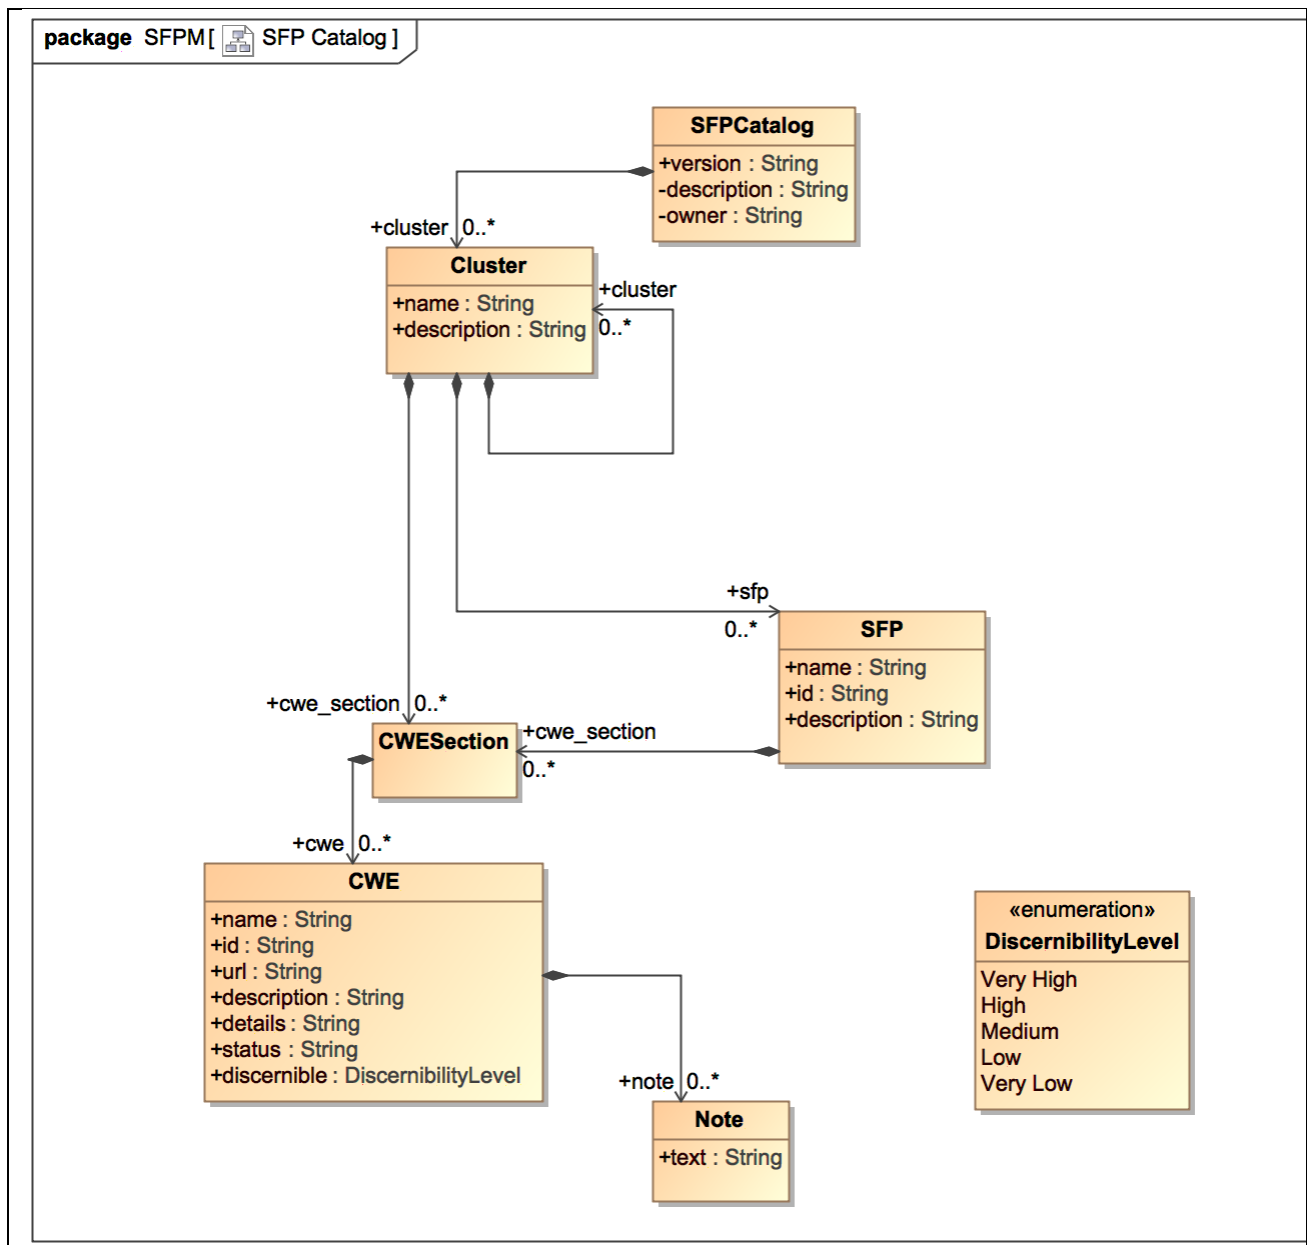 package SFPM [ SFP Catalog ]
SFPCatalog
+version : String
-description : String
-owner : String
+cluster 0..*
Cluster
+name : String
+description : String
+cluster
0..*
+sfp
0..*
SFP
+name : String
+id : String
+description : String
+cwe_section 0..*
CWESection
+cwe_section
0..*
+cwe 0..*
CWE
+name : String
+id : String
+url : String
+description : String
+details : String
+status : String
+discernible : DiscernibilityLevel
«enumeration»
DiscernibilityLevel
Very High
High
Medium
Low
Very Low
+note 0..*
Note
+text : String